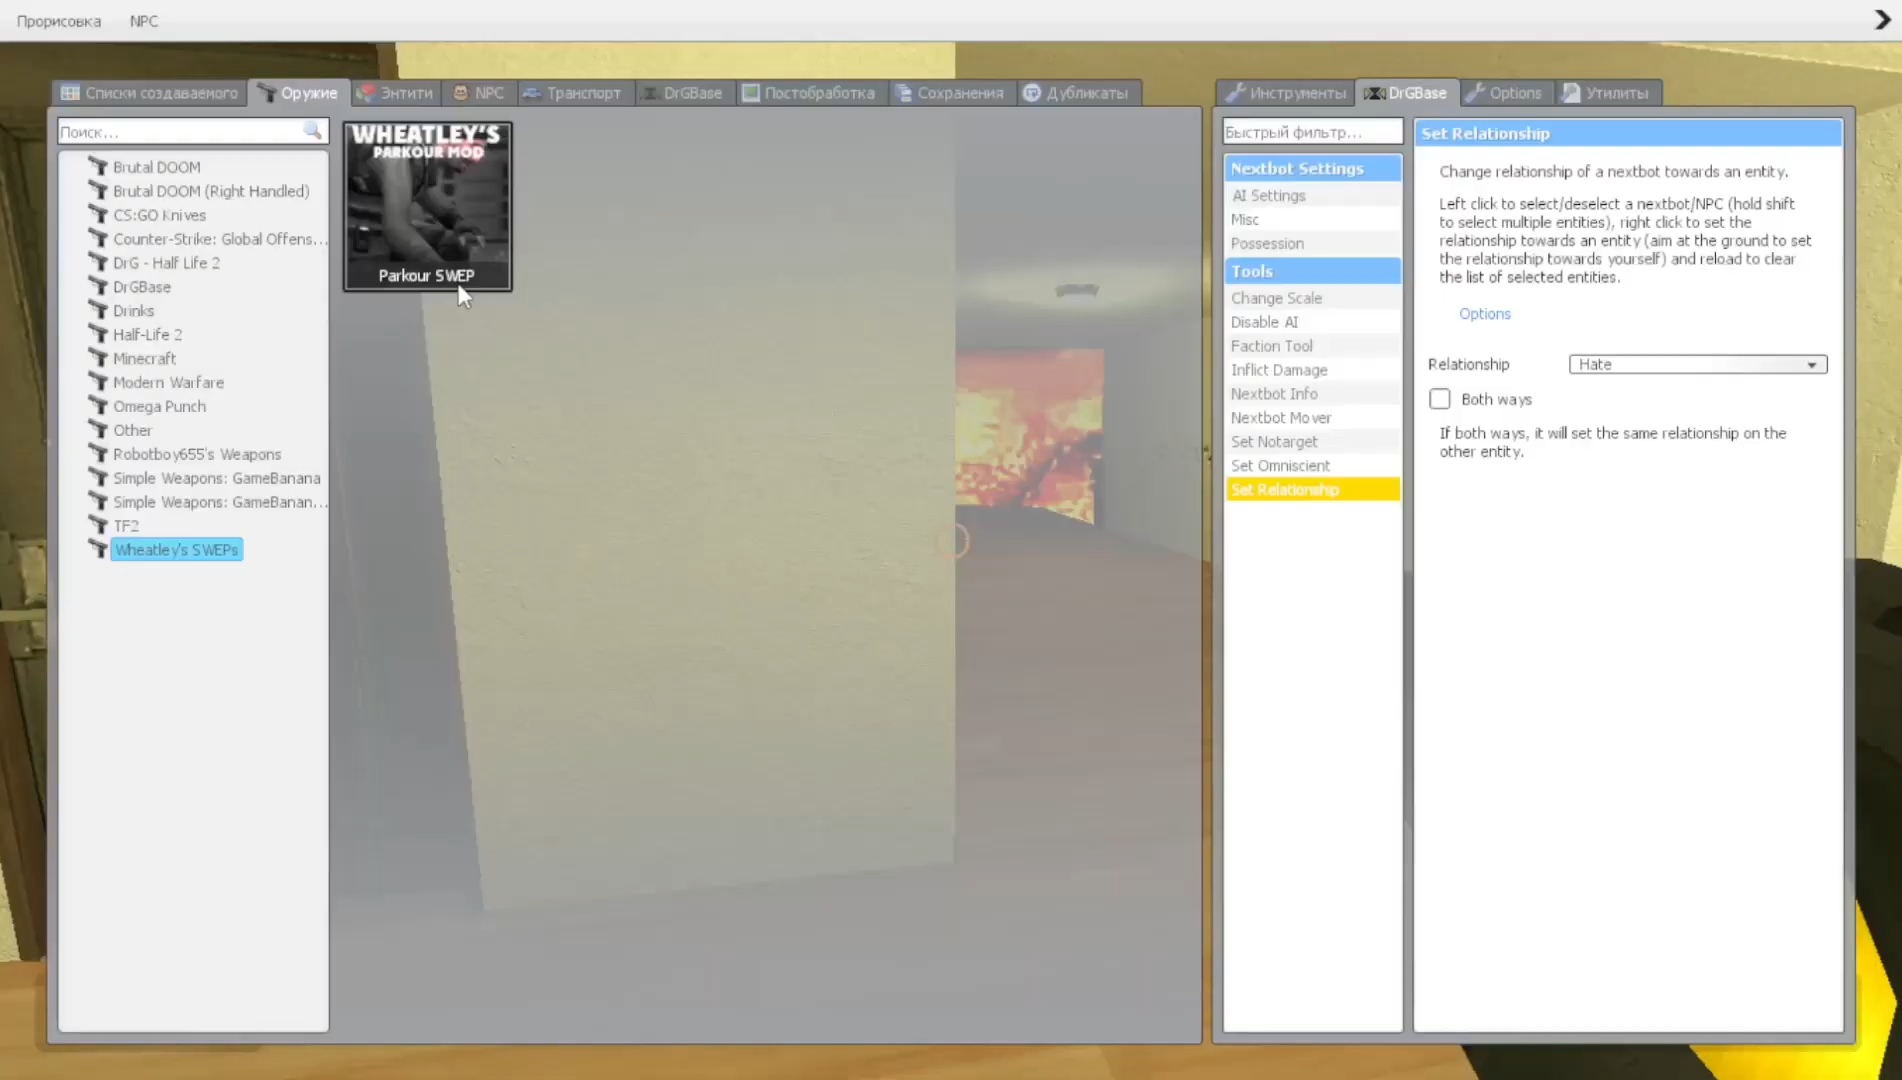 Прорисовка NPC
Списки создаваемого Оружие Энтити NPC Транспорт DrGBase Постобработка Сохранения Дубликаты
Инструменты DrGBase Options Утилиты
Поиск...
Brutal DOOM
Brutal DOOM (Right Handled)
CS:GO Knives
Counter-Strike: Global Offens...
DrG - Half Life 2
DrGBase
Drinks
Half-Life 2
Minecraft
Modern Warfare
Omega Punch
Other
Robotboy655's Weapons
Simple Weapons: GameBanana
Simple Weapons: GameBanan...
TF2
Wheatley's SWEPs
WHEATLEY'S
PARKOUR MOD
Parkour SWEP
Быстрый фильтр...
Nextbot Settings
AI Settings
Misc
Possession
Tools
Change Scale
Disable AI
Faction Tool
Inflict Damage
Nextbot Info
Nextbot Mover
Set Notarget
Set Omniscient
Set Relationship
Set Relationship
Change relationship of a nextbot towards an entity.
Left click to select/deselect a nextbot/NPC (hold shift
to select multiple entities), right click to set the
relationship towards an entity (aim at the ground to set
the relationship towards yourself) and reload to clear
the list of selected entities.
Options
Relationship Hate
Both ways
If both ways, it will set the same relationship on the
other entity.